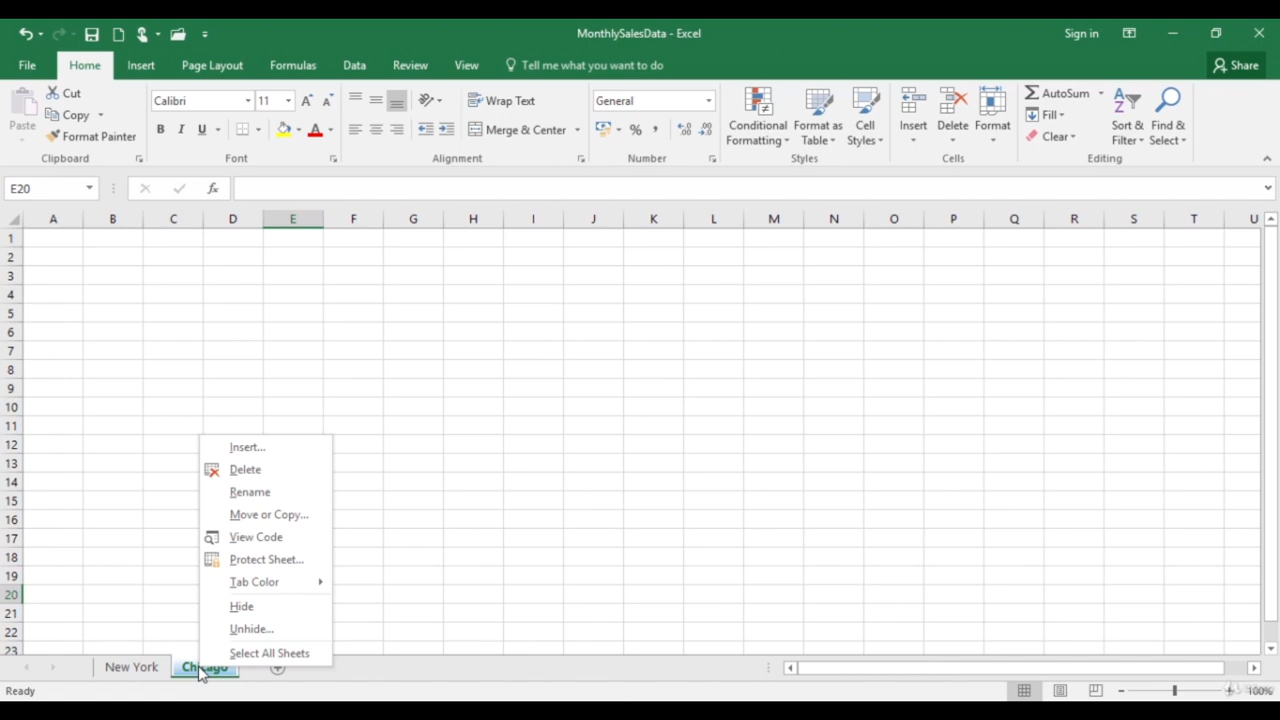 MonthlySalesData - Excel
Sign in
File Home Insert Page Layout Formulas Data Review View Tell me what you want to do Share
Paste
Cut
Copy
Format Painter
Clipboard
Calibri 11
B I U
Font
Wrap Text
Merge & Center
Alignment
General
%
Number
Conditional Formatting
Format as Table
Cell Styles
Styles
Insert
Delete
Format
Cells
AutoSum
Fill
Clear
Sort & Filter
Find & Select
Editing
E20
fx
A B C D E F G H I J K L M N O P Q R S T U
1
2
3
4
5
6
7
8
9
10
11
12
13
14
15
16
17
18
19
20
21
22
23
Insert...
Delete
Rename
Move or Copy...
View Code
Protect Sheet...
Tab Color
Hide
Unhide...
Select All Sheets
New York Chicago
Ready
100%